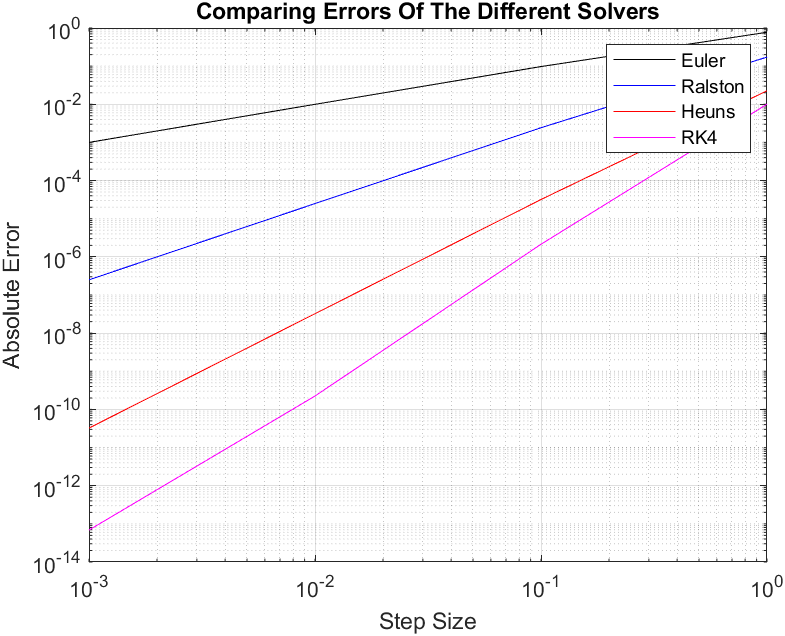 Comparing Errors Of The Different Solvers
10^0
10^-2
10^-4
10^-6
10^-8
10^-10
10^-12
10^-14
Absolute Error
Euler
Ralston
Heuns
RK4
10^-3 10^-2 10^-1 10^0
Step Size